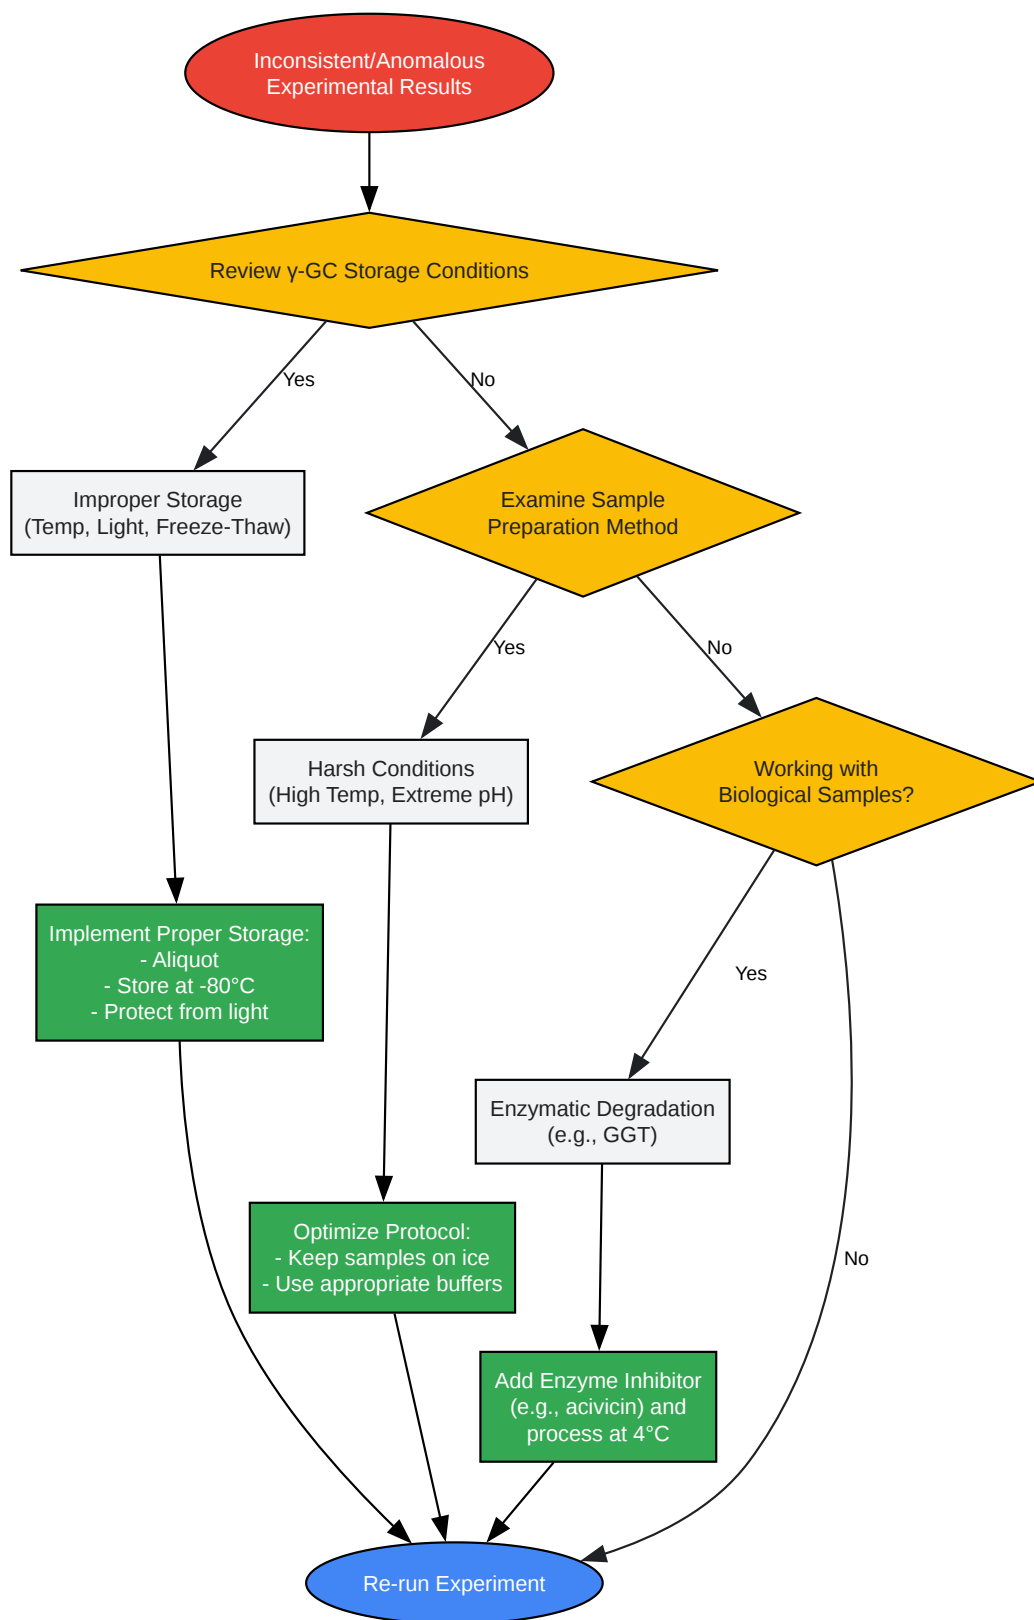 Inconsistent/Anomalous
Experimental Results
Review γ-GC Storage Conditions
Yes
No
Improper Storage
(Temp, Light, Freeze-Thaw)
Examine Sample
Preparation Method
Yes
No
Harsh Conditions
(High Temp, Extreme pH)
Working with
Biological Samples?
Implement Proper Storage:
- Aliquot
- Store at -80°C
- Protect from light
Yes
Enzymatic Degradation
(e.g., GGT)
Optimize Protocol:
- Keep samples on ice
- Use appropriate buffers
No
Add Enzyme Inhibitor
(e.g., acivicin) and
process at 4°C
Re-run Experiment